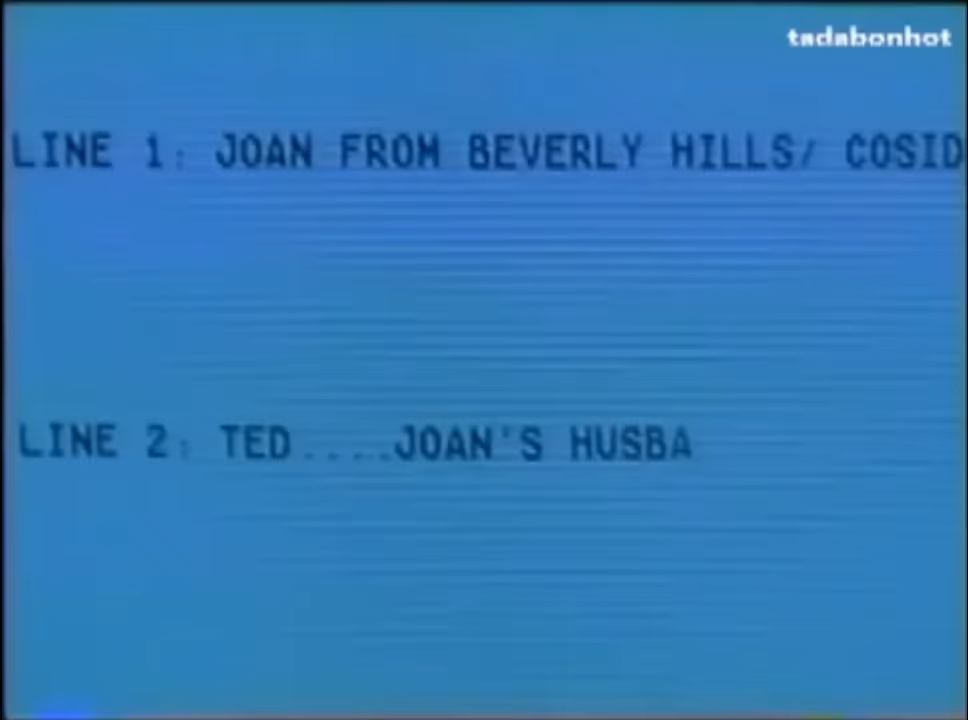 tadabonhot
LINE 1: JOAN FROM BEVERLY HILLS/ COSID
LINE 2: TED....JOAN'S HUSBA